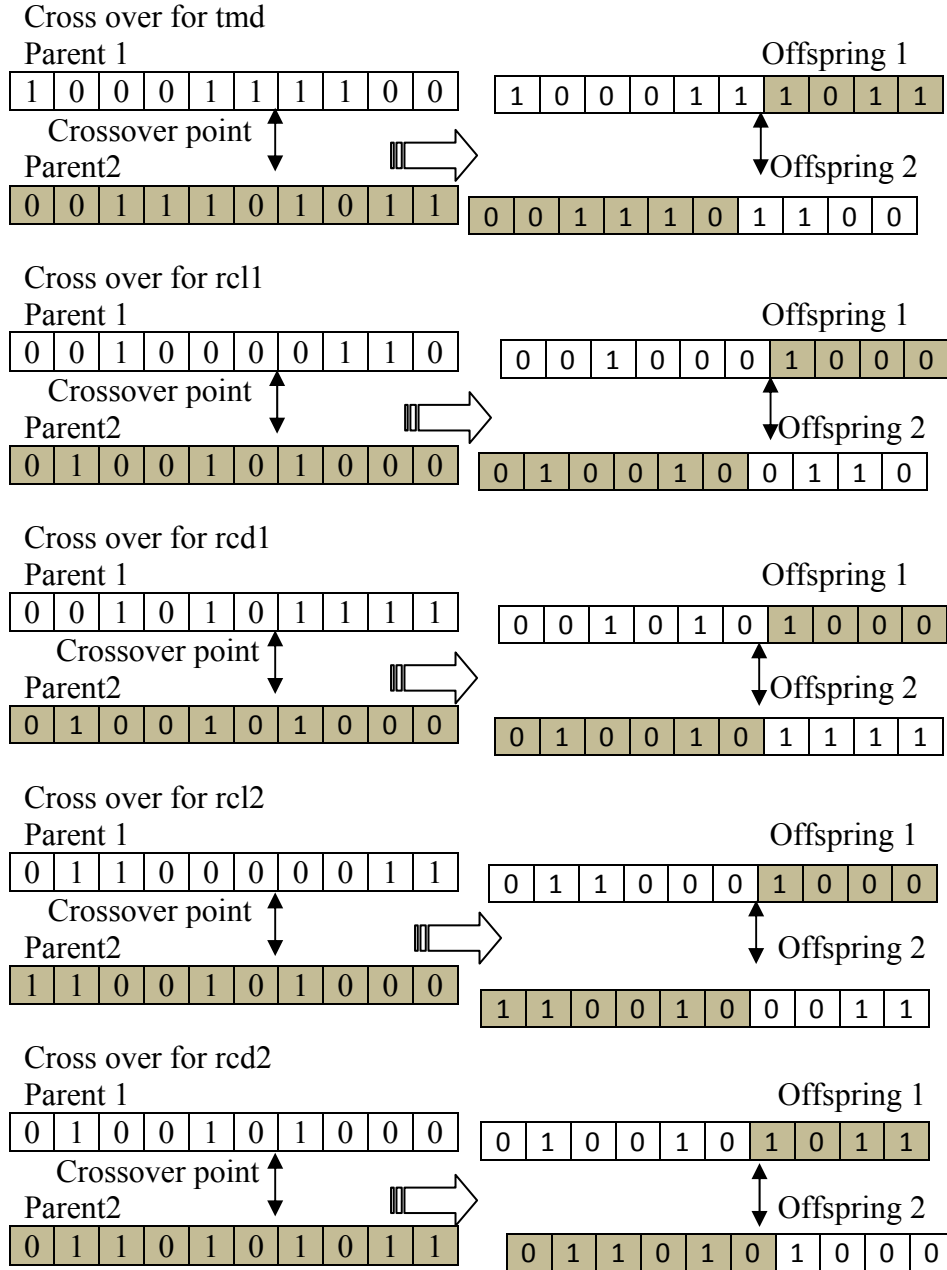 Cross over for tmd
Parent 1
Offspring 1
1 0 0 0 1 1 1 1 0 0
1 0 0 0 1 1 1 0 1 1
Crossover point
Parent2
Offspring 2
0 0 1 1 1 0 1 0 1 1
0 0 1 1 1 0 1 1 0 0
Cross over for rcl1
Parent 1
Offspring 1
0 0 1 0 0 0 0 1 1 0
0 0 1 0 0 0 1 0 0 0
Crossover point
Parent2
Offspring 2
0 1 0 0 1 0 1 0 0 0
0 1 0 0 1 0 0 1 1 0
Cross over for rcd1
Parent 1
Offspring 1
0 0 1 0 1 0 1 1 1 1
0 0 1 0 1 0 1 0 0 0
Crossover point
Parent2
Offspring 2
0 1 0 0 1 0 1 0 0 0
0 1 0 0 1 0 1 1 1 1
Cross over for rcl2
Parent 1
Offspring 1
0 1 1 0 0 0 0 0 1 1
0 1 1 0 0 0 1 0 0 0
Crossover point
Parent2
Offspring 2
1 1 0 0 1 0 1 0 0 0
1 1 0 0 1 0 0 0 1 1
Cross over for rcd2
Parent 1
Offspring 1
0 1 0 0 1 0 1 0 0 0
0 1 0 0 1 0 1 0 1 1
Crossover point
Parent2
Offspring 2
0 1 1 0 1 0 1 0 1 1
0 1 1 0 1 0 1 0 0 0